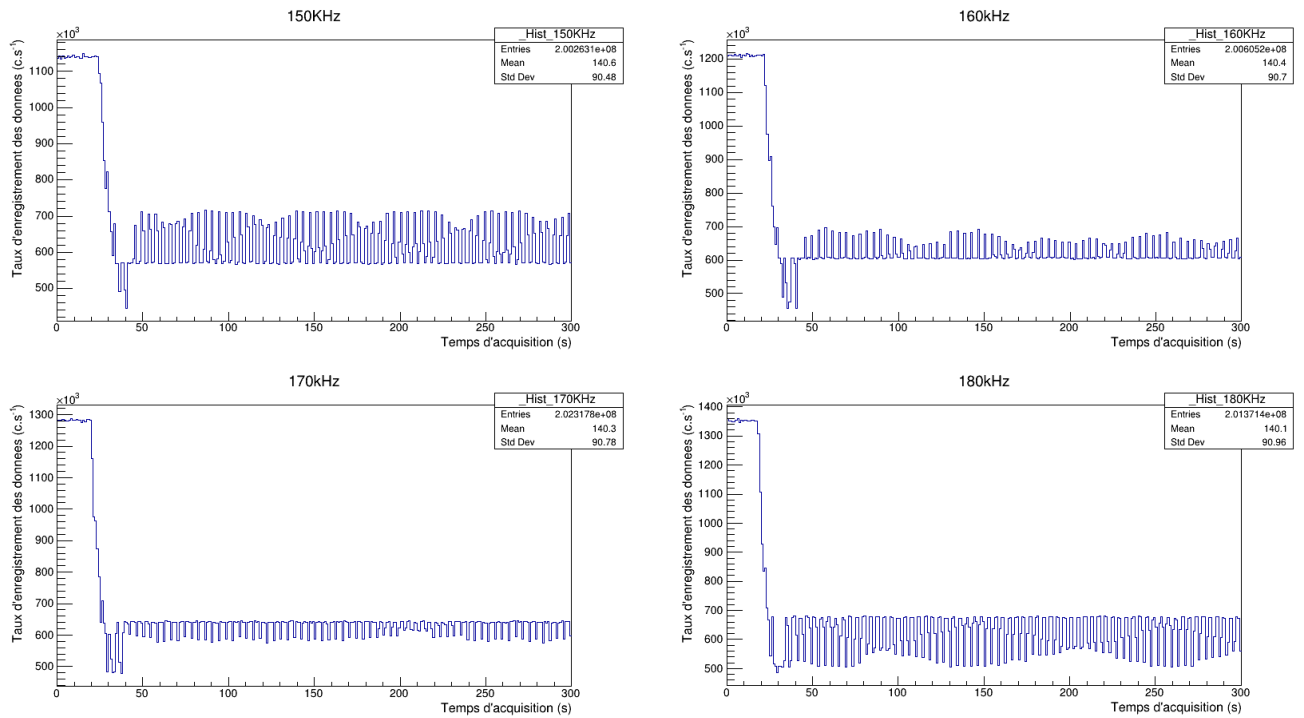 150KHz
×10³
_Hist_150KHz
Entries 2.002631e+08
Mean 140.6
Std Dev 90.48
Taux d'enregistrement des donnees (c.s⁻¹)
1100
1000
900
800
700
600
500
0 50 100 150 200 250 300
Temps d'acquisition (s)
160kHz
×10³
_Hist_160KHz
Entries 2.006052e+08
Mean 140.4
Std Dev 90.7
Taux d'enregistrement des donnees (c.s⁻¹)
1200
1100
1000
900
800
700
600
500
0 50 100 150 200 250 300
Temps d'acquisition (s)
170kHz
×10³
_Hist_170KHz
Entries 2.023178e+08
Mean 140.3
Std Dev 90.78
Taux d'enregistrement des donnees (c.s⁻¹)
1300
1200
1100
1000
900
800
700
600
500
0 50 100 150 200 250 300
Temps d'acquisition (s)
180kHz
×10³
_Hist_180KHz
Entries 2.013714e+08
Mean 140.1
Std Dev 90.96
Taux d'enregistrement des donnees (c.s⁻¹)
1400
1300
1200
1100
1000
900
800
700
600
500
0 50 100 150 200 250 300
Temps d'acquisition (s)